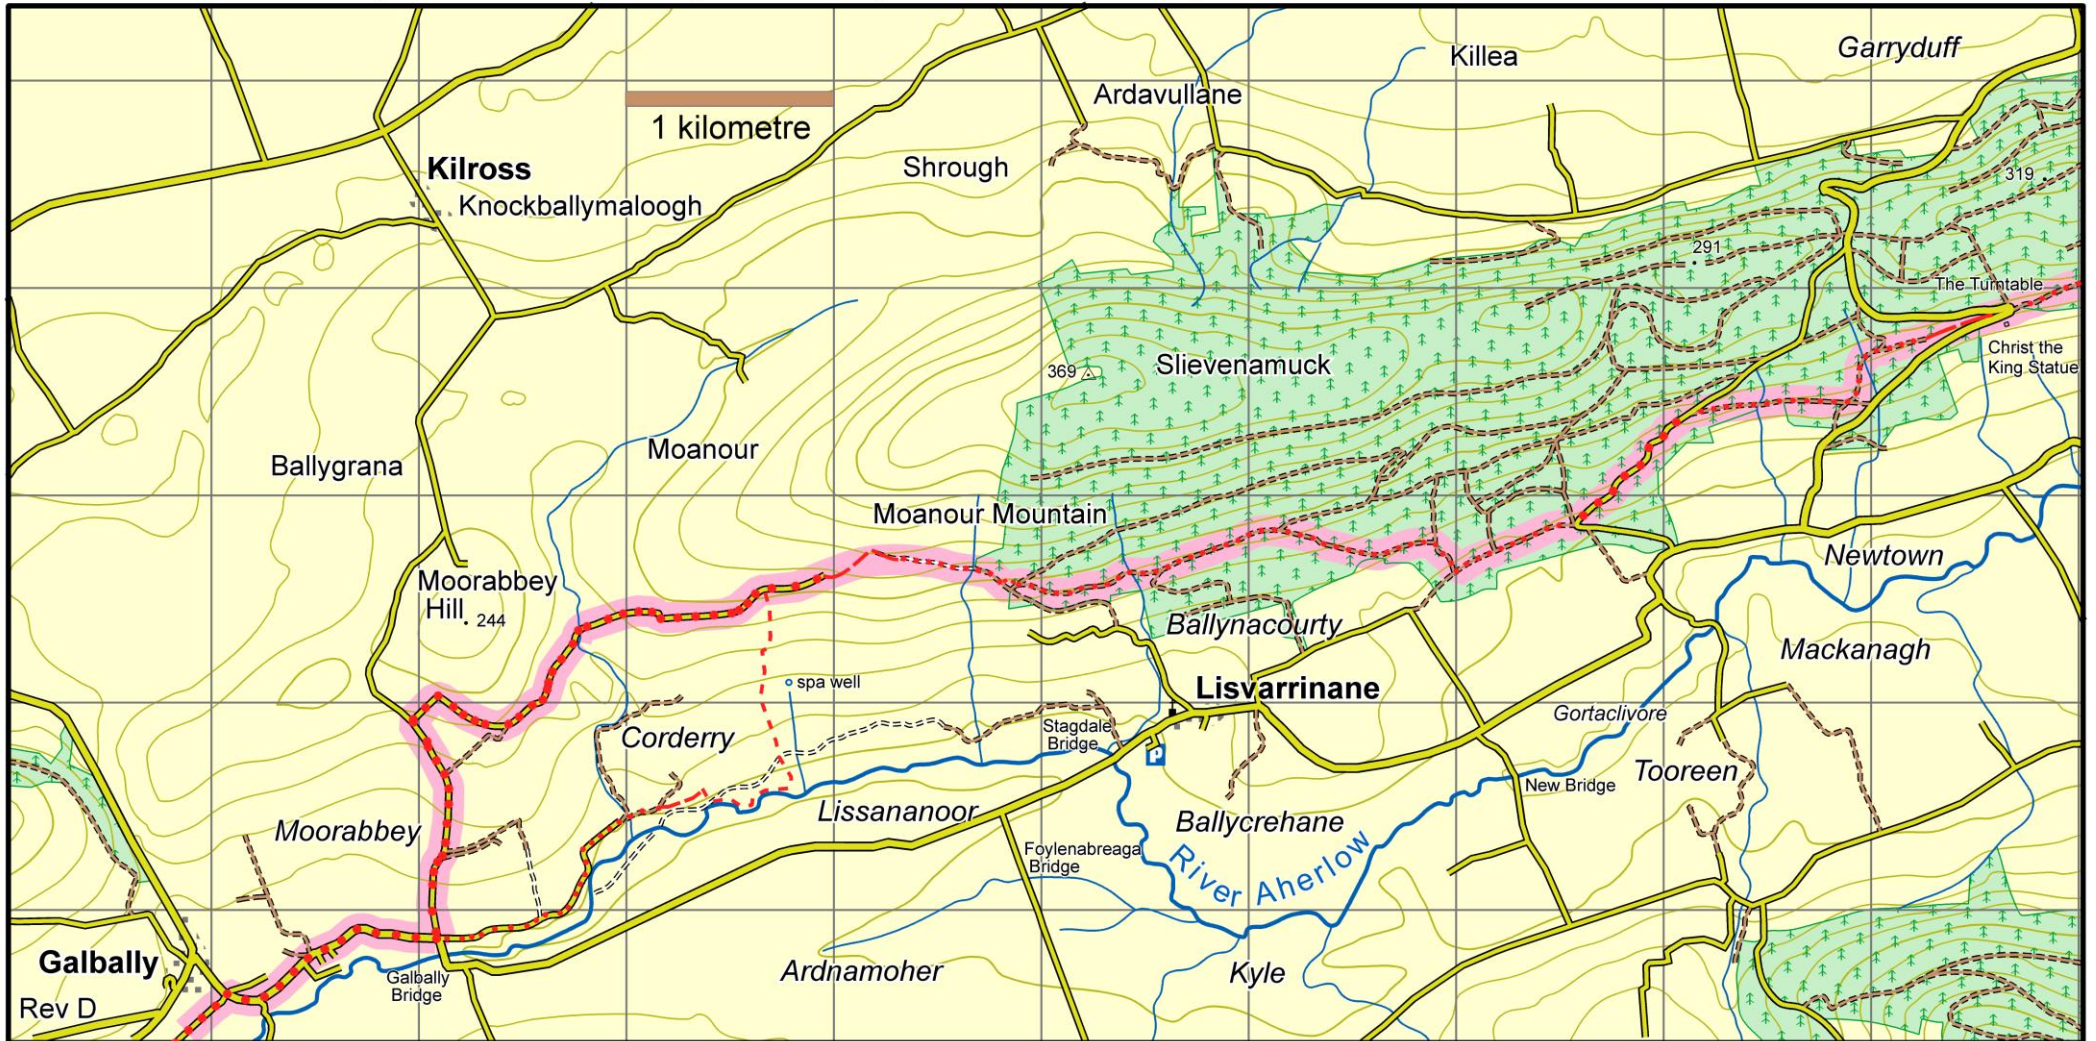 Garryduff
Killea
Ardavullane
1 kilometre
Kilross
Shrough
319
Knockballymaloogh
291
The Turntable
Christ the
King Statue
369
Slievenamuck
Moanour
Ballygrana
Moanour Mountain
Newtown
Moorabbey
Hill
244
Ballynacourty
Mackanagh
spa well
Lisvarrinane
Gortaclivore
Corderry
Stagdale
Bridge
P
Tooreen
New Bridge
Lissananoor
Ballycrehane
Moorabbey
Foylenabreaga
Bridge
River Aherlow
Galbally
Galbally
Bridge
Ardnamoher
Kyle
Rev D